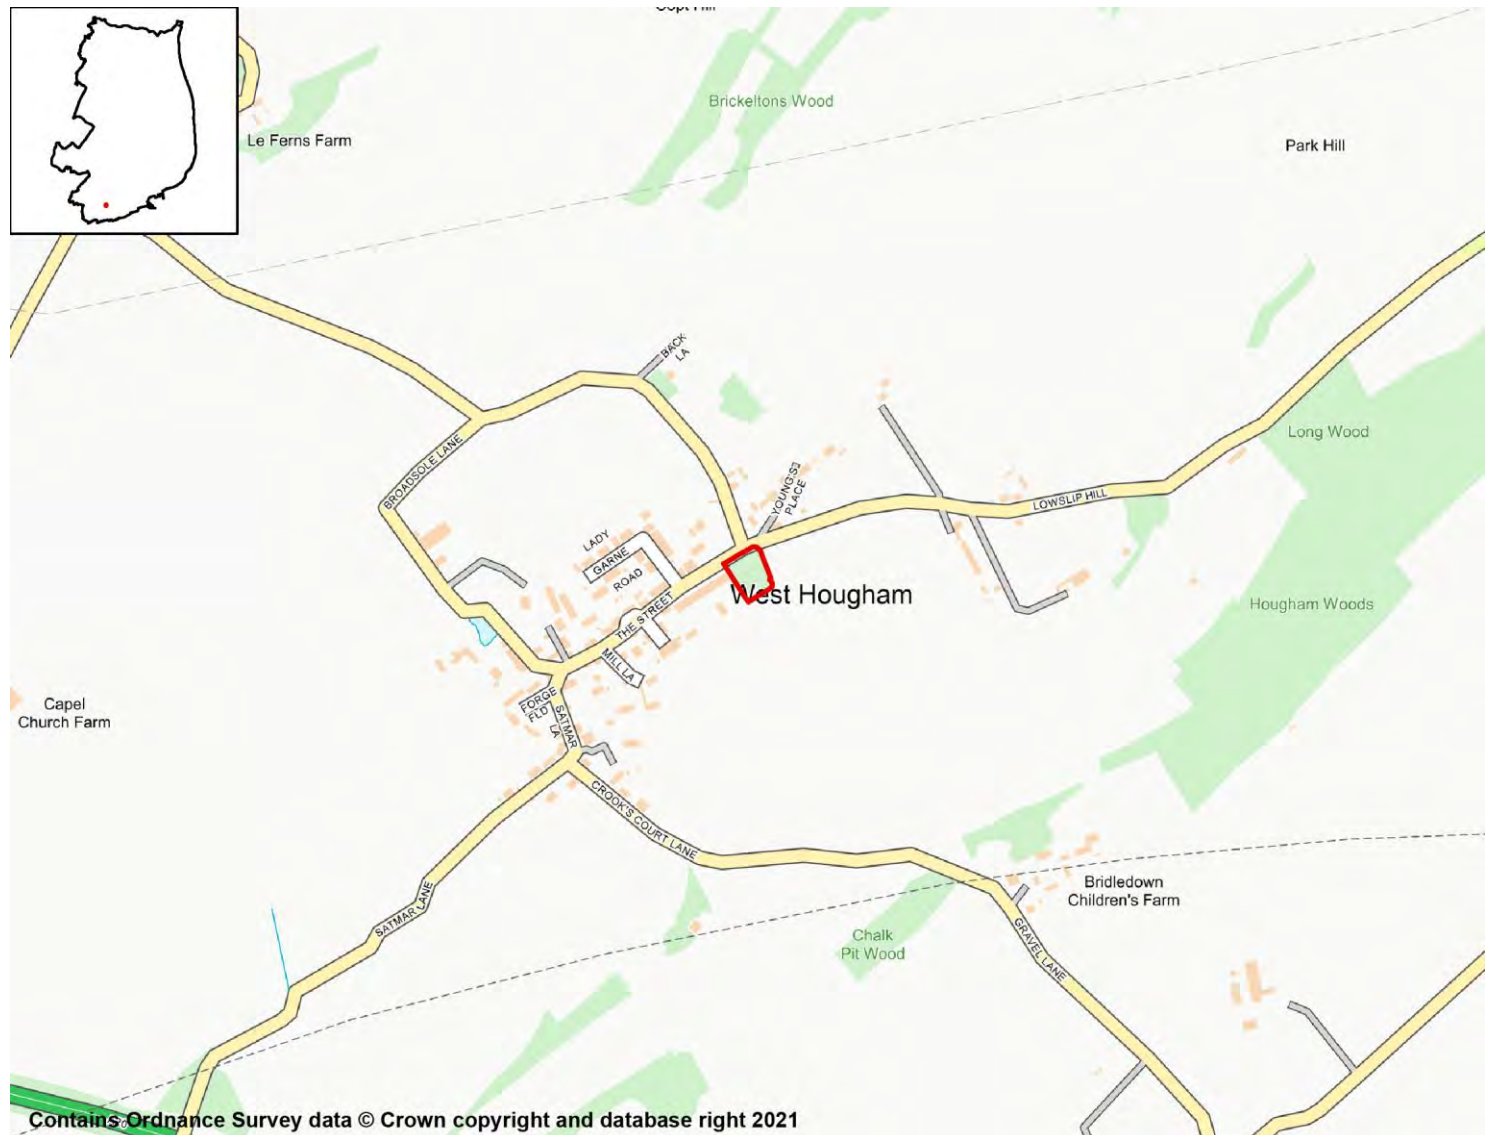 Brickeltons Wood
Le Ferns Farm
Park Hill
BACK
LA
Long Wood
BROADSOLE LANE
YOUNG'S
PLACE
LOWSLIP HILL
LADY
GARNE
ROAD
West Hougham
Hougham Woods
THE STREET
MILL LA
FORGE
FLD
SATMAR
LA
Capel
Church Farm
CROOK'S COURT LANE
SATMAR LANE
Bridledown
Children's Farm
Chalk
Pit Wood
GRAVEL LANE
Contains Ordnance Survey data © Crown copyright and database right 2021